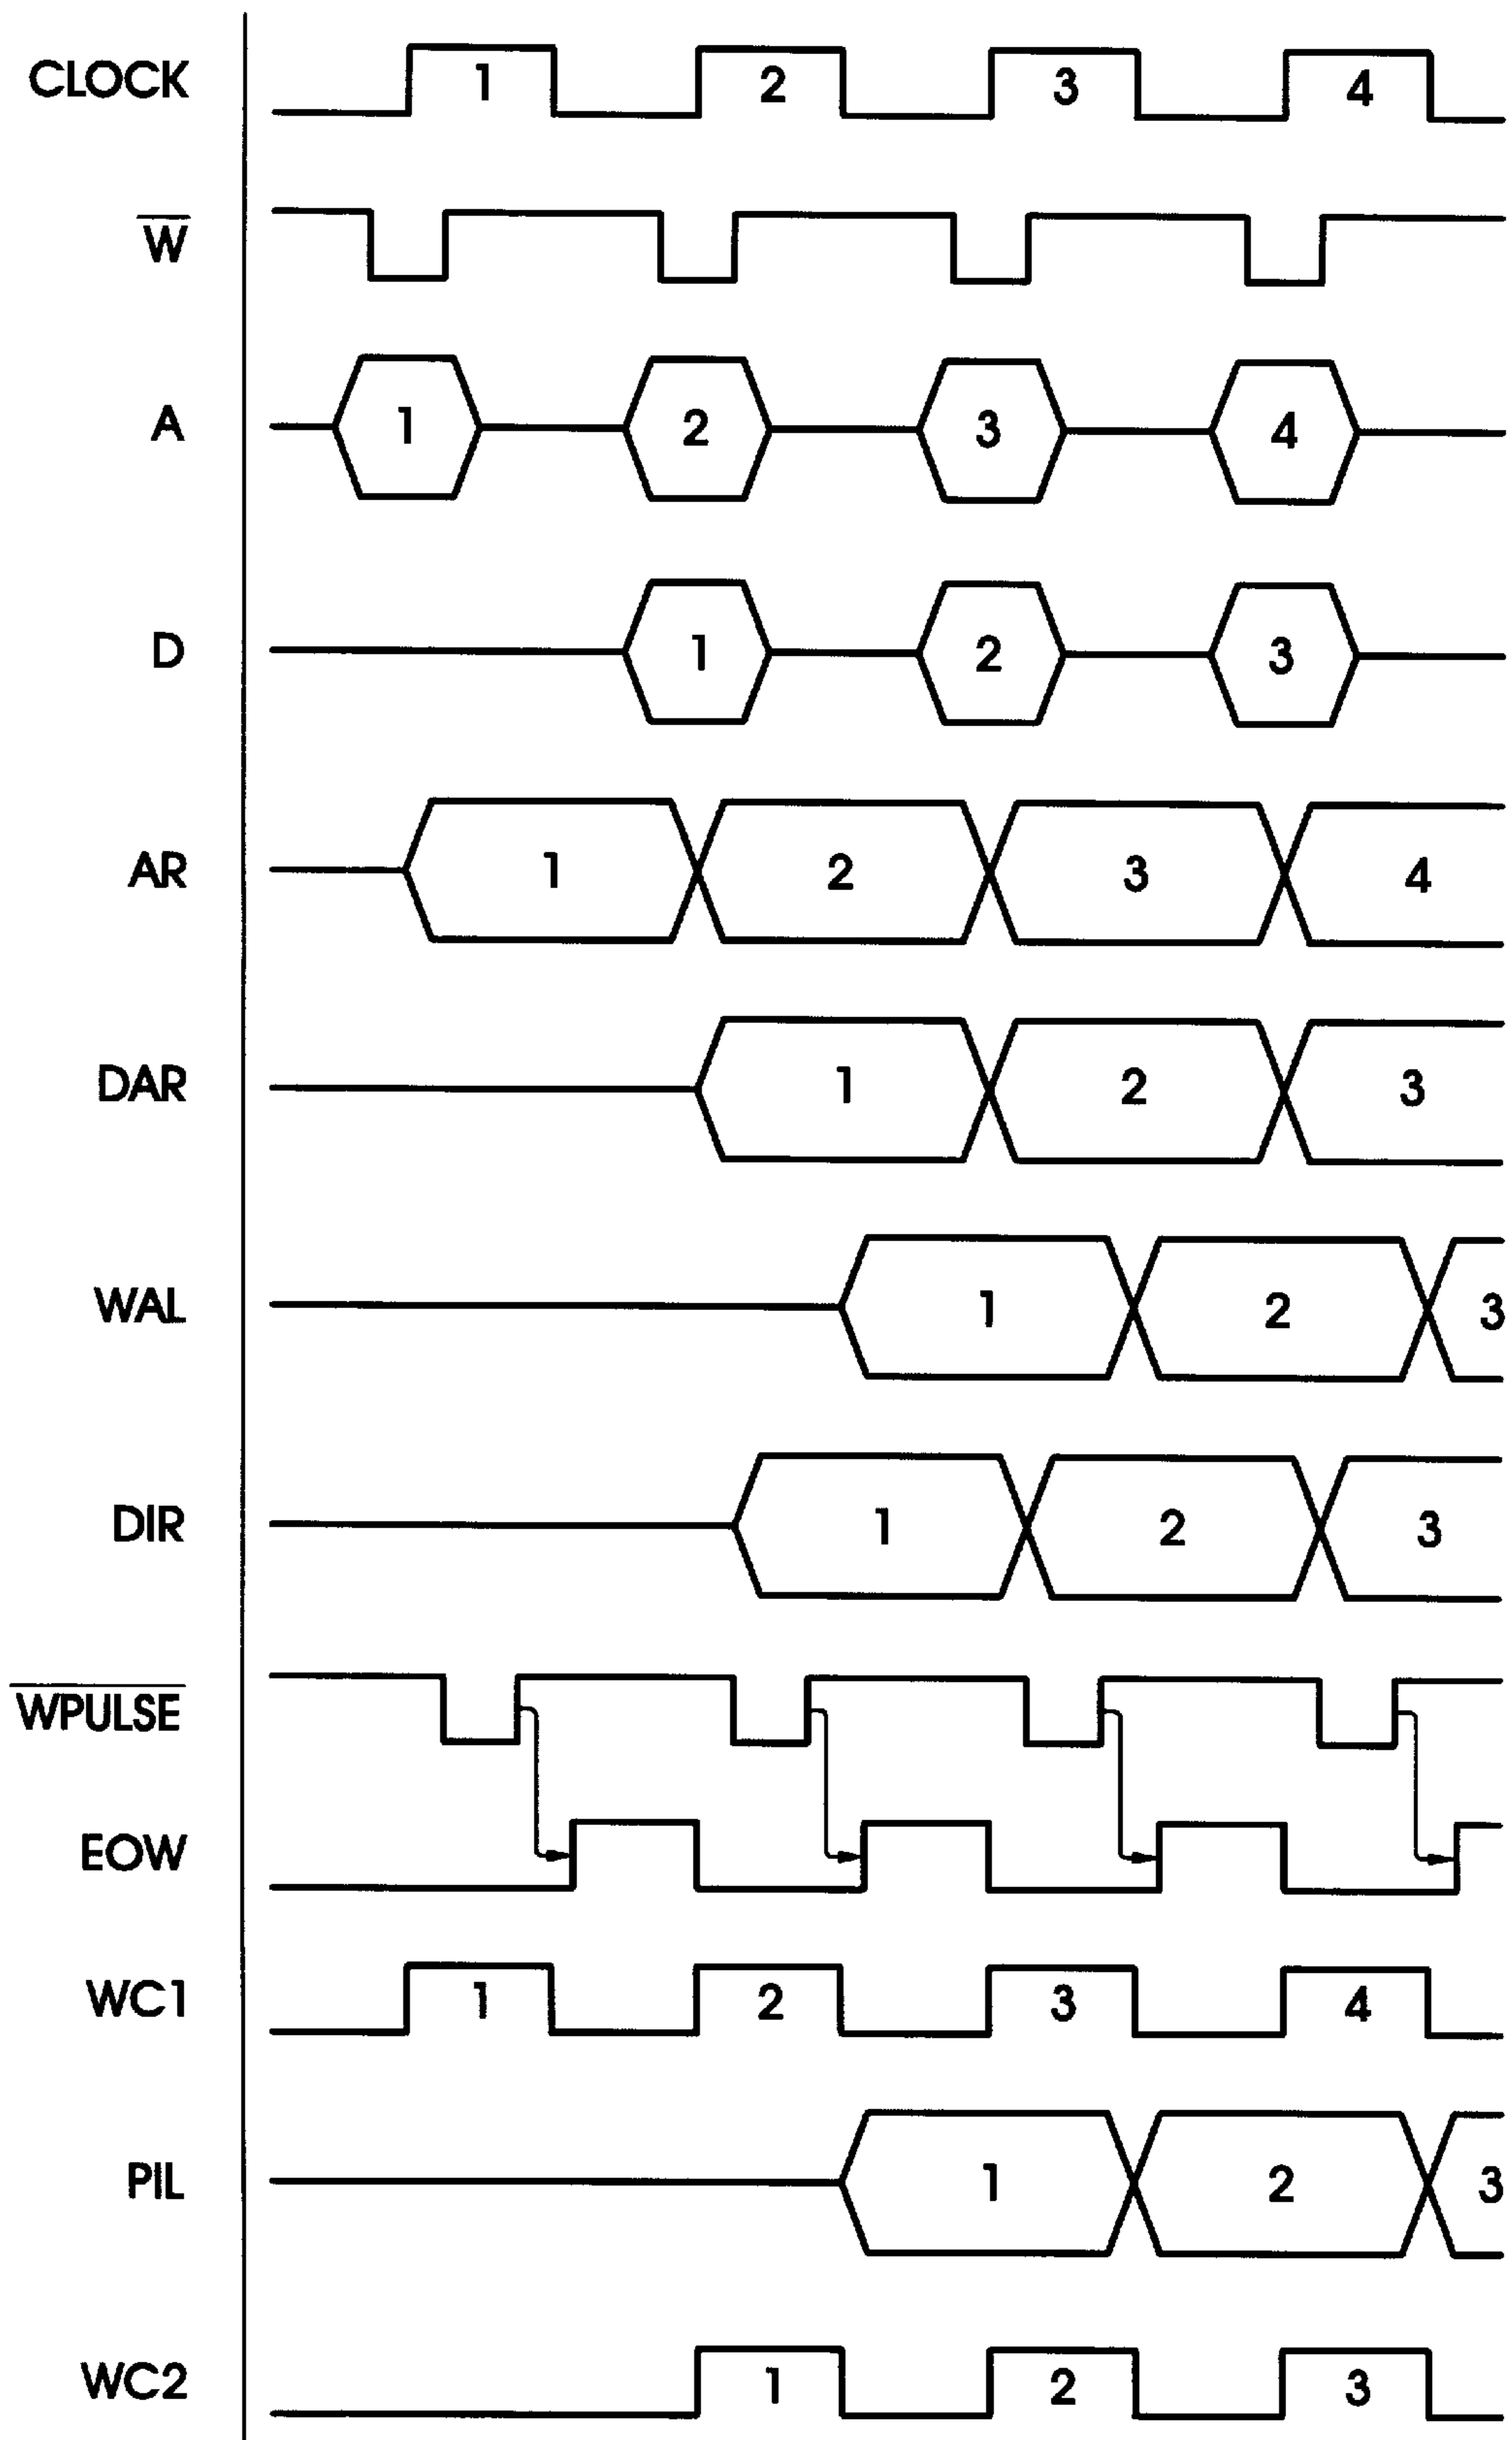 CLOCK 1 2 3 4
W̅
A 1 2 3 4
D 1 2 3
AR 1 2 3 4
DAR 1 2 3
WAL 1 2 3
DIR 1 2 3
W̅P̅U̅L̅S̅E̅
EOW
WC1 1 2 3 4
PIL 1 2 3
WC2 1 2 3